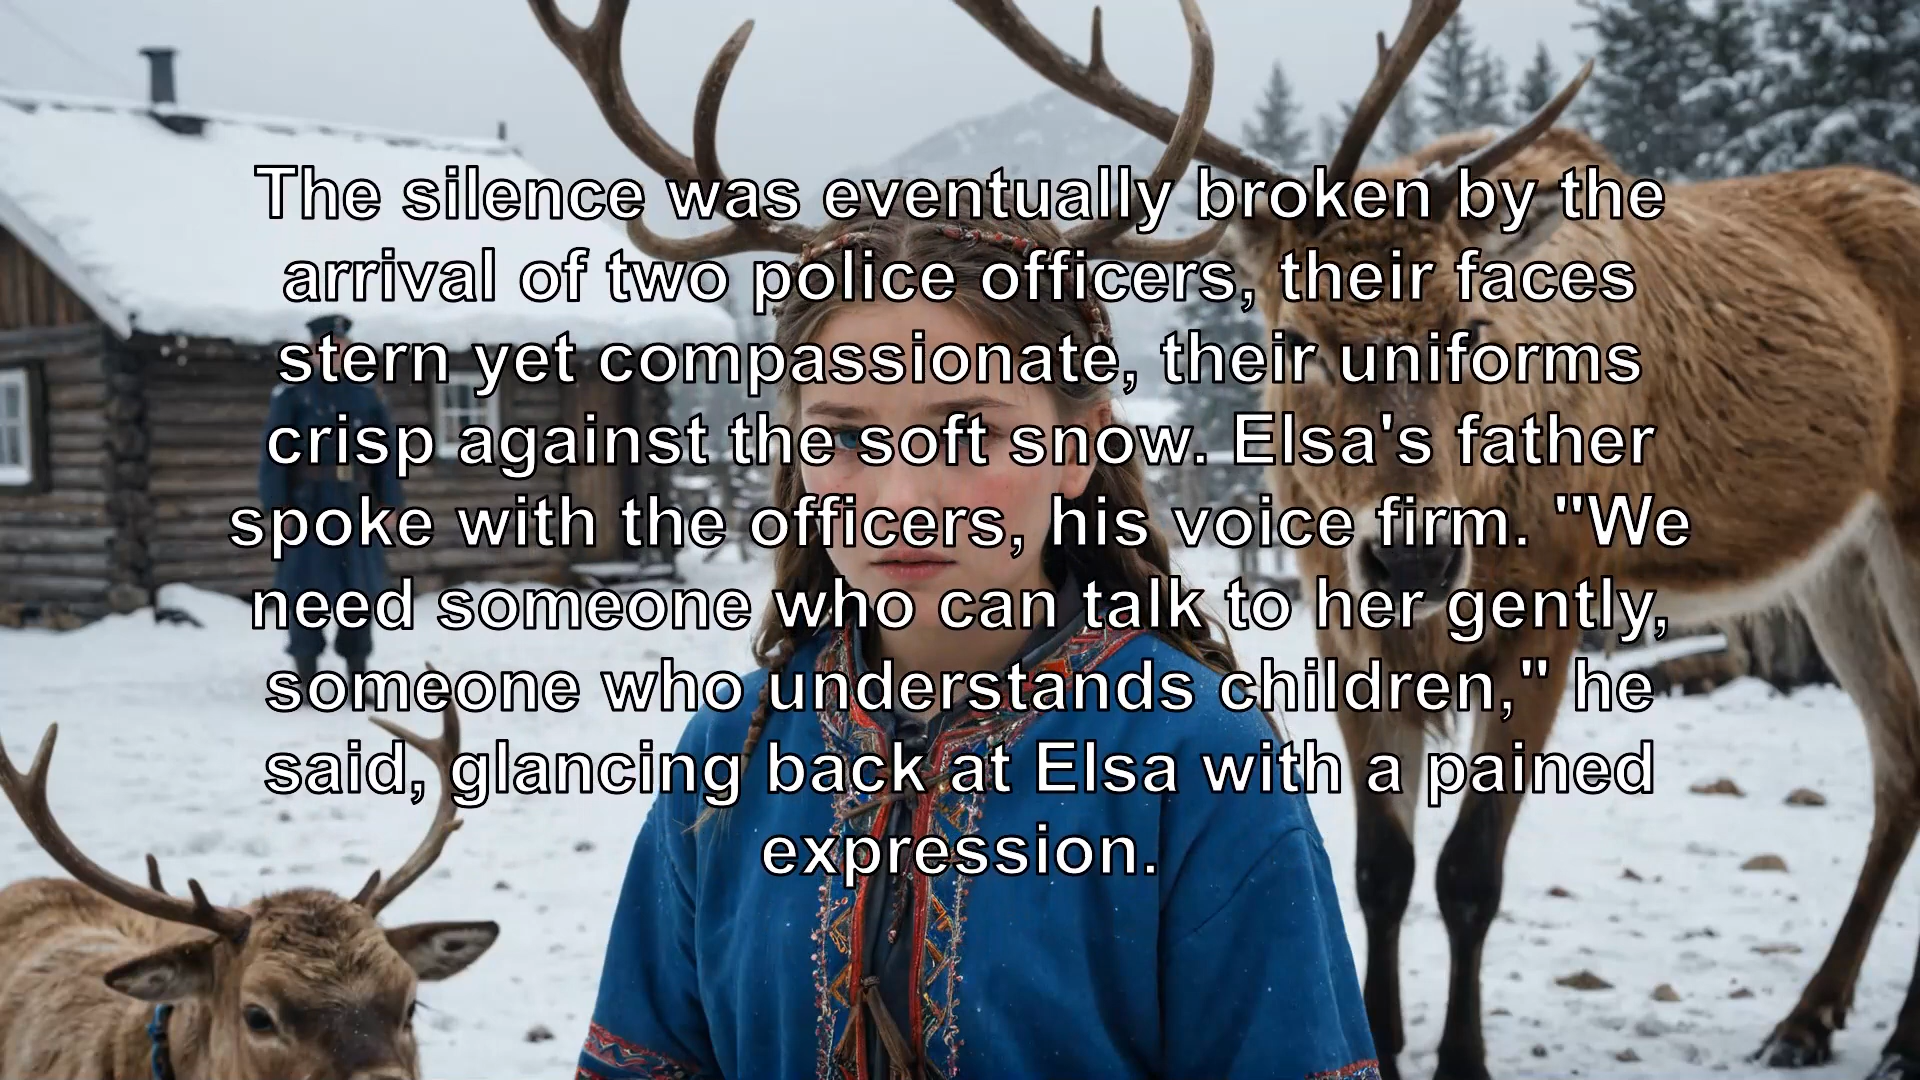 The silence was eventually broken by the
arrival of two police officers, their faces
stern yet compassionate, their uniforms
crisp against the soft snow. Elsa's father
spoke with the officers, his voice firm. "We
need someone who can talk to her gently,
someone who understands children," he
said, glancing back at Elsa with a pained
expression.